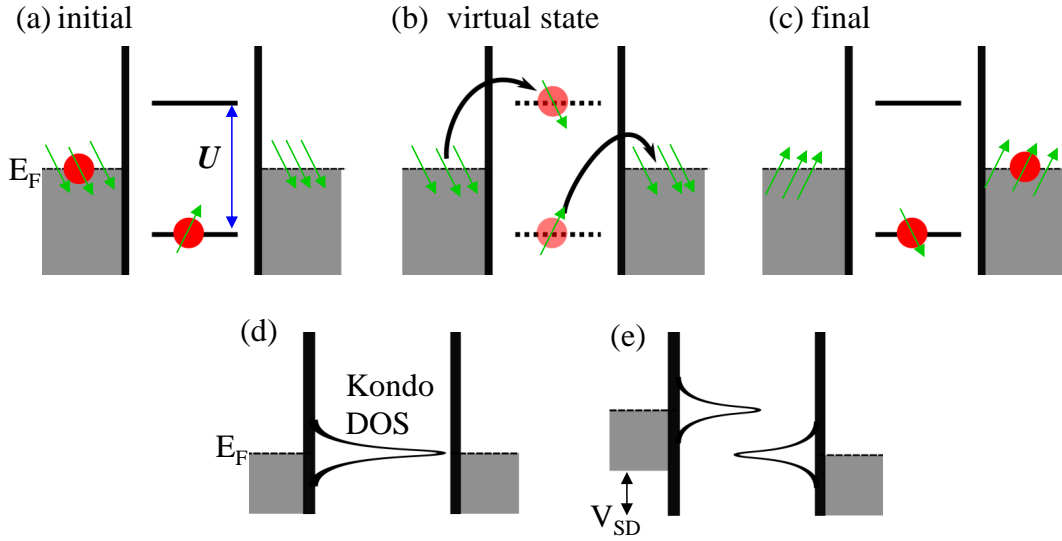 (a) initial
(b) virtual state
(c) final
U
E_F
(d)
(e)
Kondo
DOS
E_F
V_SD